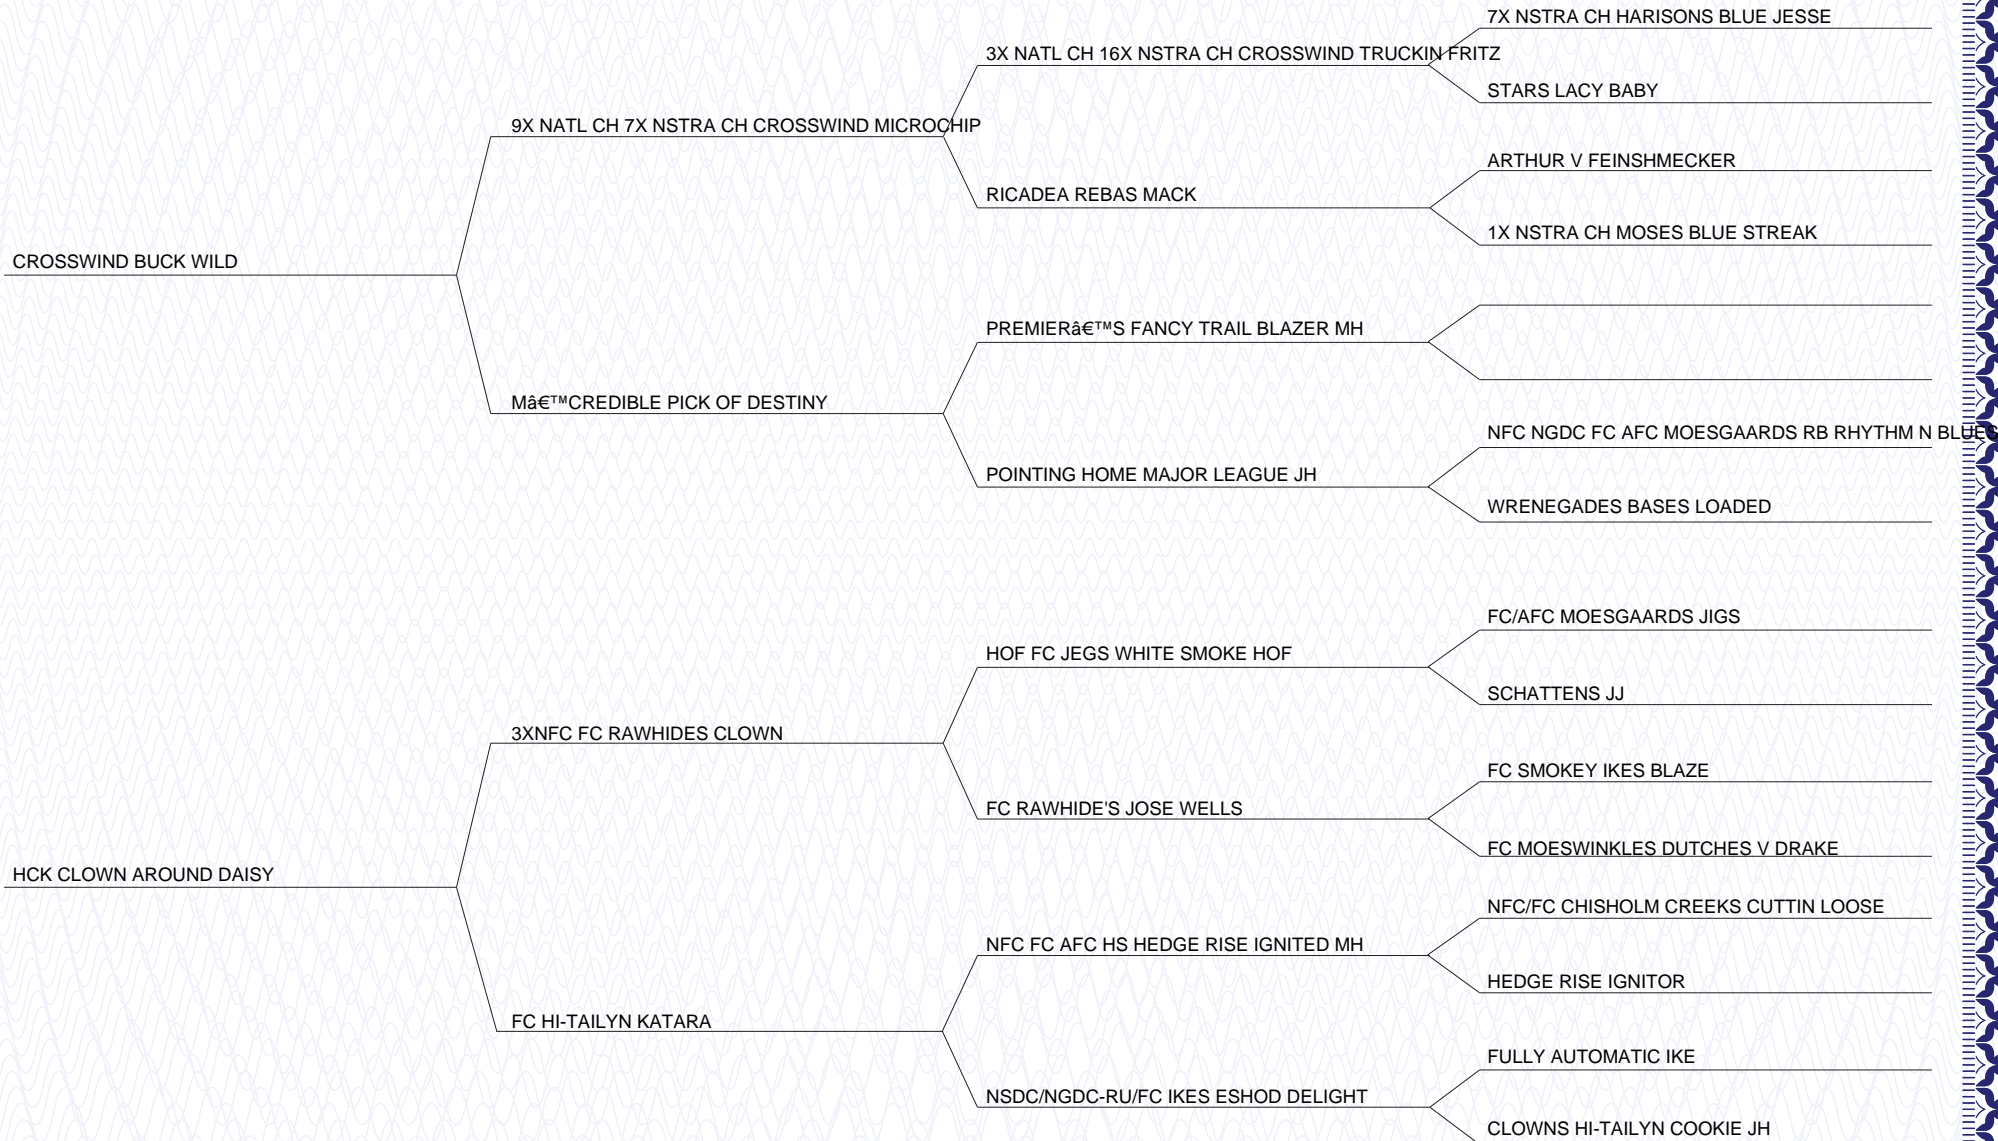 7X NSTRA CH HARISONS BLUE JESSE
3X NATL CH 16X NSTRA CH CROSSWIND TRUCKIN FRITZ
STARS LACY BABY
9X NATL CH 7X NSTRA CH CROSSWIND MICROCHIP
ARTHUR V FEINSHMECKER
RICADEA REBAS MACK
1X NSTRA CH MOSES BLUE STREAK
CROSSWIND BUCK WILD
PREMIERâ€™S FANCY TRAIL BLAZER MH
Mâ€™CREDIBLE PICK OF DESTINY
NFC NGDC FC AFC MOESGAARDS RB RHYTHM N BLUES
POINTING HOME MAJOR LEAGUE JH
WRENEGADES BASES LOADED
FC/AFC MOESGAARDS JIGS
HOF FC JEGS WHITE SMOKE HOF
SCHATTENS JJ
3XNFC FC RAWHIDES CLOWN
FC SMOKEY IKES BLAZE
FC RAWHIDE'S JOSE WELLS
FC MOESWINKLES DUTCHES V DRAKE
HCK CLOWN AROUND DAISY
NFC/FC CHISHOLM CREEKS CUTTIN LOOSE
NFC FC AFC HS HEDGE RISE IGNITED MH
HEDGE RISE IGNITOR
FC HI-TAILYN KATARA
FULLY AUTOMATIC IKE
NSDC/NGDC-RU/FC IKES ESHOD DELIGHT
CLOWNS HI-TAILYN COOKIE JH